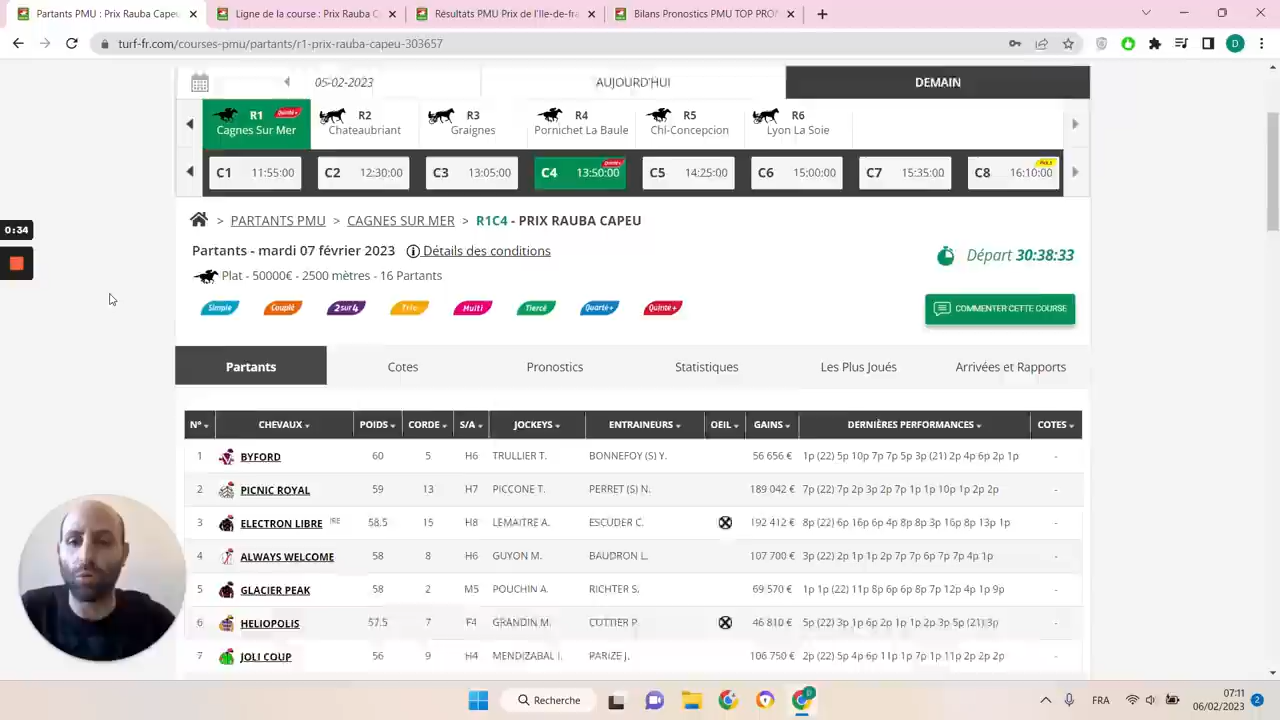 Partants PMU : Prix Rauba Capeu
Ligne de la course : Prix Rauba C
Résultats PMU Prix de l'Ile-de-fra
Bilans Pronostics PMU TOP PRO
turf-fr.com/courses-pmu/partants/r1-prix-rauba-capeu-303657
D
05-02-2023 AUJOURD'HUI DEMAIN
R1 Quinté+ R2 R3 R4 R5 R6
Cagnes Sur Mer Chateaubriant Graignes Pornichet La Baule Chl-Concepcion Lyon La Soie
C1 11:55:00 C2 12:30:00 C3 13:05:00 C4 13:50:00 C5 14:25:00 C6 15:00:00 C7 15:35:00 C8 16:10:00
0:34
> PARTANTS PMU > CAGNES SUR MER > R1C4 - PRIX RAUBA CAPEU
Partants - mardi 07 février 2023 Détails des conditions
Départ 30:38:33
Plat - 50000€ - 2500 mètres - 16 Partants
Simple Couplé 2sur4 Trio Multi Tiercé Quarté+ Quinté+
COMMENTER CETTE COURSE
Partants Cotes Pronostics Statistiques Les Plus Joués Arrivées et Rapports
N° CHEVAUX POIDS CORDE S/A JOCKEYS ENTRAINEURS OEIL GAINS DERNIÈRES PERFORMANCES COTES
1 BYFORD 60 5 H6 TRULLIER T. BONNEFOY (S) Y. 56 656 € 1p (22) 5p 10p 7p 7p 5p 3p (21) 2p 4p 6p 2p 1p -
2 PICNIC ROYAL 59 13 H7 PICCONE T. PERRET (S) N. 189 042 € 7p (22) 7p 2p 3p 2p 7p 1p 1p 10p 1p 2p 2p -
3 ELECTRON LIBRE IRE 58.5 15 H8 LEMAITRE A. ESCUDER C. 192 412 € 8p (22) 6p 16p 6p 4p 8p 8p 3p 16p 8p 13p 1p -
4 ALWAYS WELCOME 58 8 H6 GUYON M. BAUDRON L. 107 700 € 3p (22) 2p 1p 1p 2p 7p 7p 6p 7p 7p 4p 1p -
5 GLACIER PEAK 58 2 M5 POUCHIN A. RICHTER S. 69 570 € 1p 1p (22) 11p 8p 6p 6p 8p 7p 12p 4p 1p 9p -
6 HELIOPOLIS 57.5 7 F4 GRANDIN M. COTTIER P. 46 810 € 5p (22) 3p 1p 6p 2p 1p 1p 2p 3p 5p (21) 3p -
7 JOLI COUP 56 9 H4 MENDIZABAL I. PARIZE J. 106 750 € 2p (22) 5p 4p 6p 11p 1p 7p 1p 11p 2p 2p 2p -
Recherche
FRA
07:11
06/02/2023
2